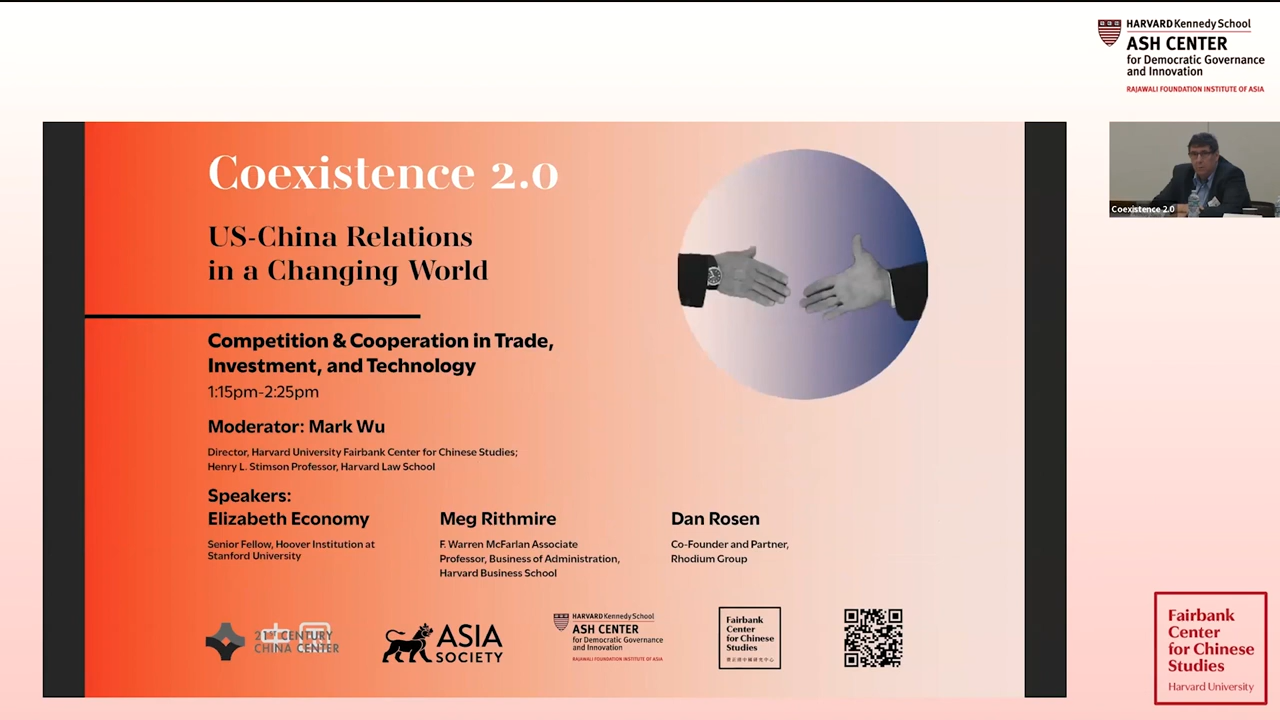 HARVARD Kennedy School
ASH CENTER
for Democratic Governance
and Innovation
RAJAWALI FOUNDATION INSTITUTE OF ASIA
Coexistence 2.0
US-China Relations
in a Changing World
Competition & Cooperation in Trade,
Investment, and Technology
1:15pm-2:25pm
Moderator: Mark Wu
Director, Harvard University Fairbank Center for Chinese Studies;
Henry L. Stimson Professor, Harvard Law School
Speakers:
Elizabeth Economy
Senior Fellow, Hoover Institution at
Stanford University
Meg Rithmire
F. Warren McFarlan Associate
Professor, Business of Administration,
Harvard Business School
Dan Rosen
Co-Founder and Partner,
Rhodium Group
Coexistence 2.0
21ST CENTURY
CHINA CENTER
中国
ASIA
SOCIETY
HARVARD Kennedy School
ASH CENTER
for Democratic Governance
and Innovation
RAJAWALI FOUNDATION INSTITUTE OF ASIA
Fairbank
Center
for Chinese
Studies
Fairbank
Center
for Chinese
Studies
Harvard University